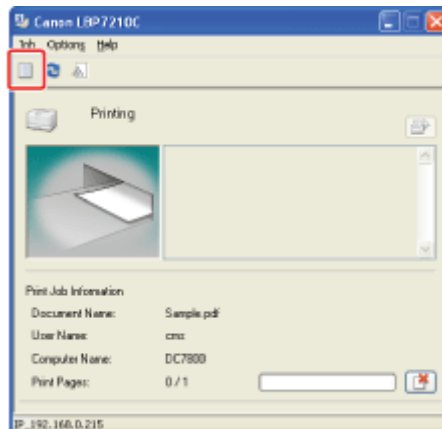 Canon LBP7210C
Job Options Help
Printing
Print Job Information
Document Name: Sample.pdf
User Name: cms
Computer Name: DC7800
Print Pages: 0 / 1
IP_192.168.0.215